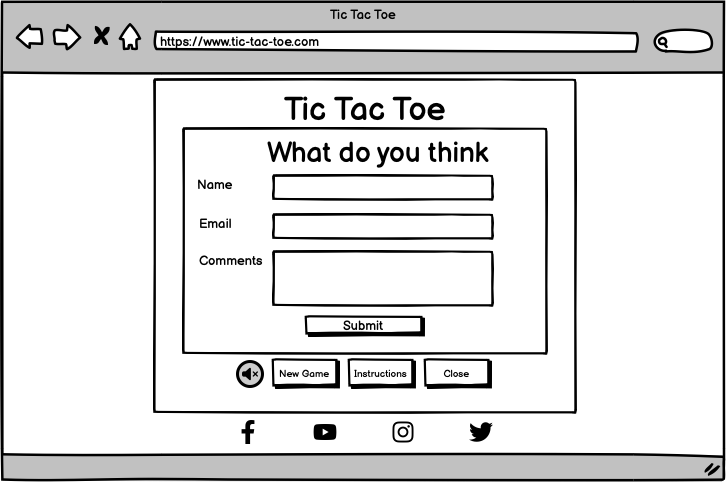 Tic Tac Toe
https://www.tic-tac-toe.com
Tic Tac Toe
What do you think
Name
Email
Comments
Submit
New Game
Instructions
Close